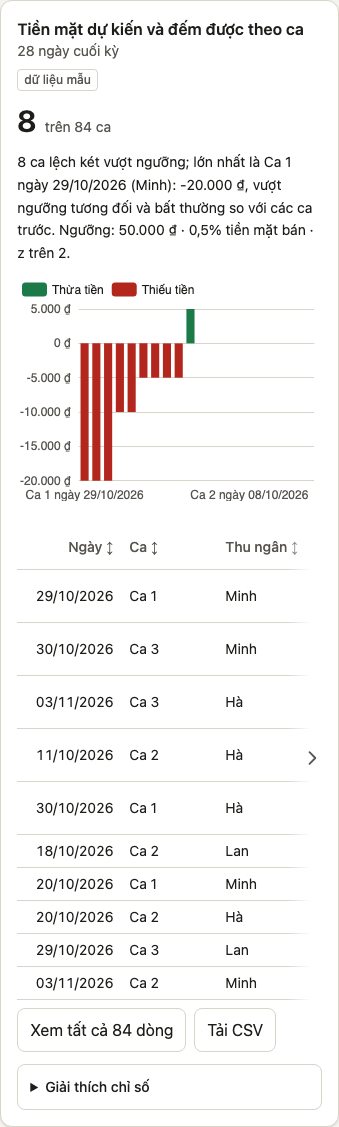 Tiền mặt dự kiến và đếm được theo ca
28 ngày cuối kỳ
dữ liệu mẫu
8 trên 84 ca
8 ca lệch két vượt ngưỡng; lớn nhất là Ca 1
ngày 29/10/2026 (Minh): -20.000 ₫, vượt
ngưỡng tương đối và bất thường so với các ca
trước. Ngưỡng: 50.000 ₫ · 0,5% tiền mặt bán ·
z trên 2.
Thừa tiền Thiếu tiền
5.000 ₫
0 ₫
-5.000 ₫
-10.000 ₫
-15.000 ₫
-20.000 ₫
Ca 1 ngày 29/10/2026 Ca 2 ngày 08/10/2026
Ngày Ca Thu ngân
29/10/2026 Ca 1 Minh
30/10/2026 Ca 3 Minh
03/11/2026 Ca 3 Hà
11/10/2026 Ca 2 Hà
30/10/2026 Ca 1 Hà
18/10/2026 Ca 2 Lan
20/10/2026 Ca 1 Minh
20/10/2026 Ca 2 Hà
29/10/2026 Ca 3 Lan
03/11/2026 Ca 2 Minh
Xem tất cả 84 dòng Tải CSV
Giải thích chỉ số